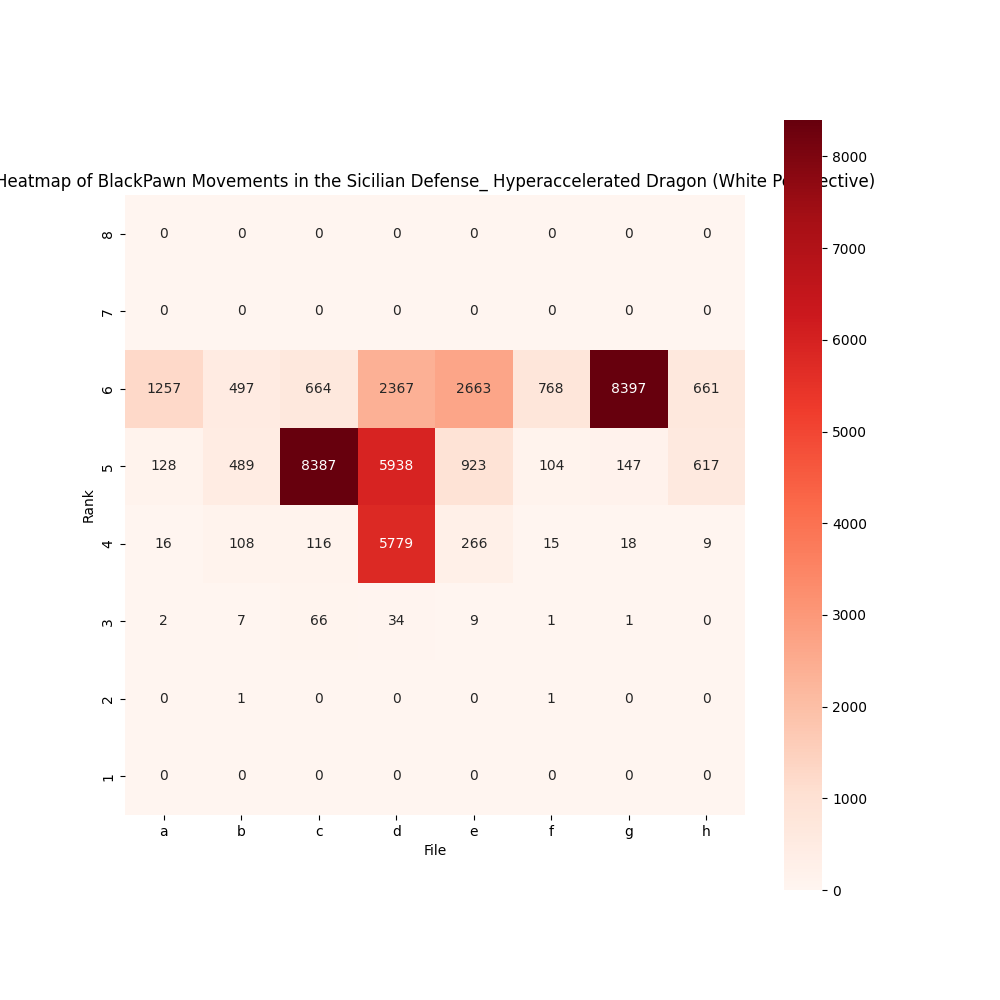 Heatmap of BlackPawn Movements in the Sicilian Defense_ Hyperaccelerated Dragon (White P ective)
8 0 0 0 0 0 0 0 0
7 0 0 0 0 0 0 0 0
6 1257 497 664 2367 2663 768 8397 661
5 128 489 8387 5938 923 104 147 617
4 16 108 116 5779 266 15 18 9
3 2 7 66 34 9 1 1 0
2 0 1 0 0 0 1 0 0
1 0 0 0 0 0 0 0 0
a b c d e f g h
File
Rank
8000
7000
6000
5000
4000
3000
2000
1000
0